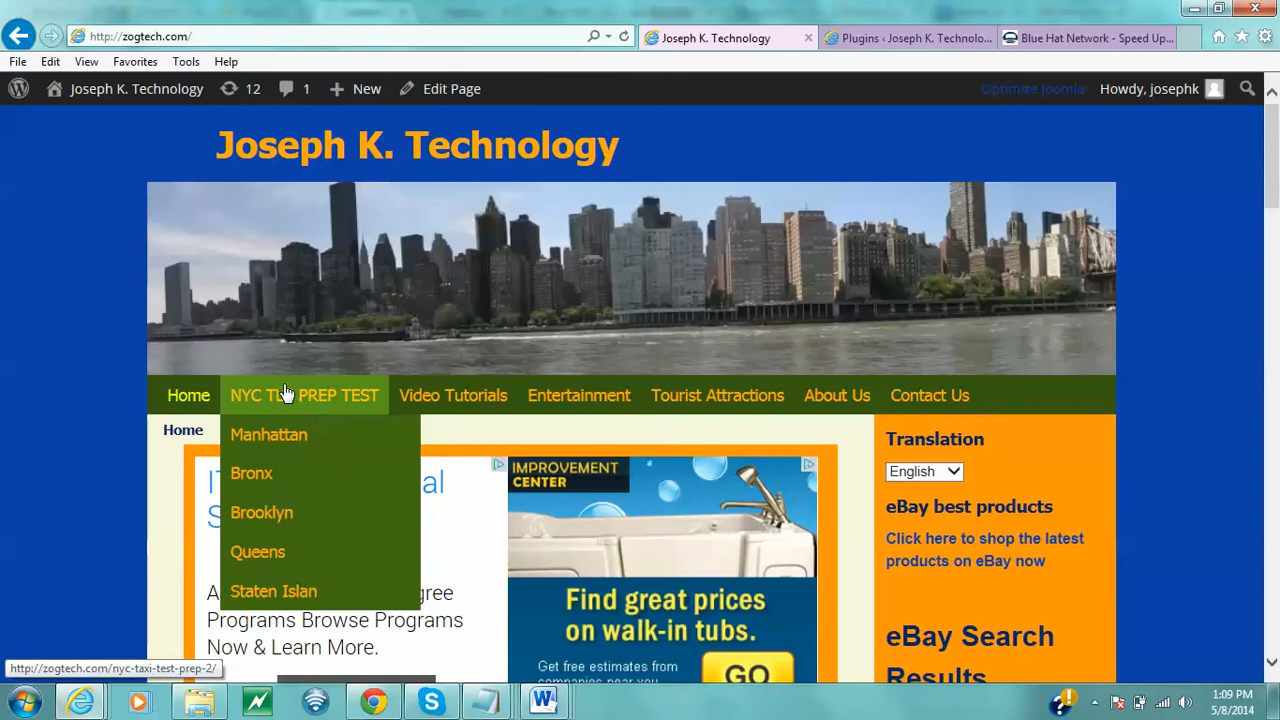 http://zogtech.com/
Joseph K. Technology
Plugins ‹ Joseph K. Technolo...
Blue Hat Network - Speed Up...
File Edit View Favorites Tools Help
Joseph K. Technology 12 1 New Edit Page
Optimize Joomla Howdy, josephk
Joseph K. Technology
Home NYC TL PREP TEST Video Tutorials Entertainment Tourist Attractions About Us Contact Us
Manhattan
Bronx
Brooklyn
Queens
Staten Islan
Home
al
S
gree
Programs Browse Programs
Now & Learn More.
IMPROVEMENT
CENTER
Find great prices
on walk-in tubs.
Get free estimates from
companies near you
GO
Translation
English
eBay best products
Click here to shop the latest
products on eBay now
eBay Search
Results
http://zogtech.com/nyc-taxi-test-prep-2/
1:09 PM
5/8/2014